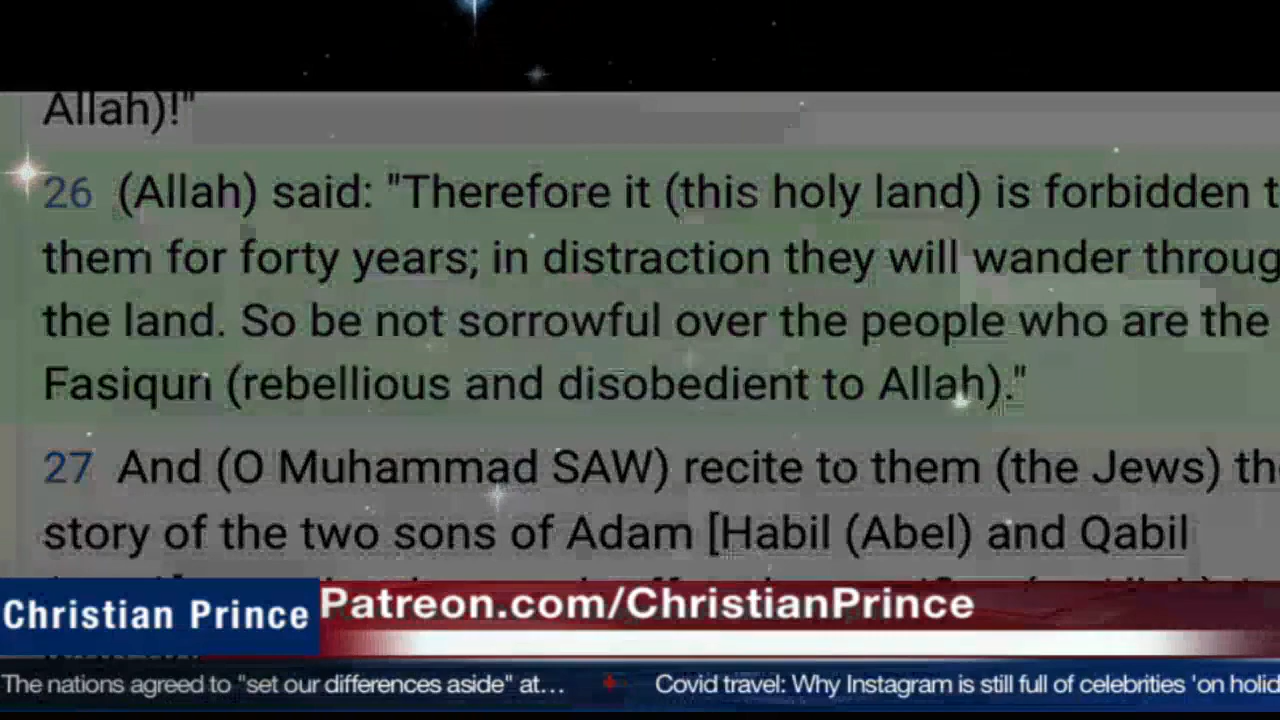 Allah)!"
26 (Allah) said: "Therefore it (this holy land) is forbidden t
them for forty years; in distraction they will wander throug
the land. So be not sorrowful over the people who are the
Fasiqun (rebellious and disobedient to Allah)."
27 And (O Muhammad SAW) recite to them (the Jews) th
story of the two sons of Adam [Habil (Abel) and Qabil
Christian Prince
Patreon.com/ChristianPrince
The nations agreed to "set our differences aside" at… + Covid travel: Why Instagram is still full of celebrities 'on holid